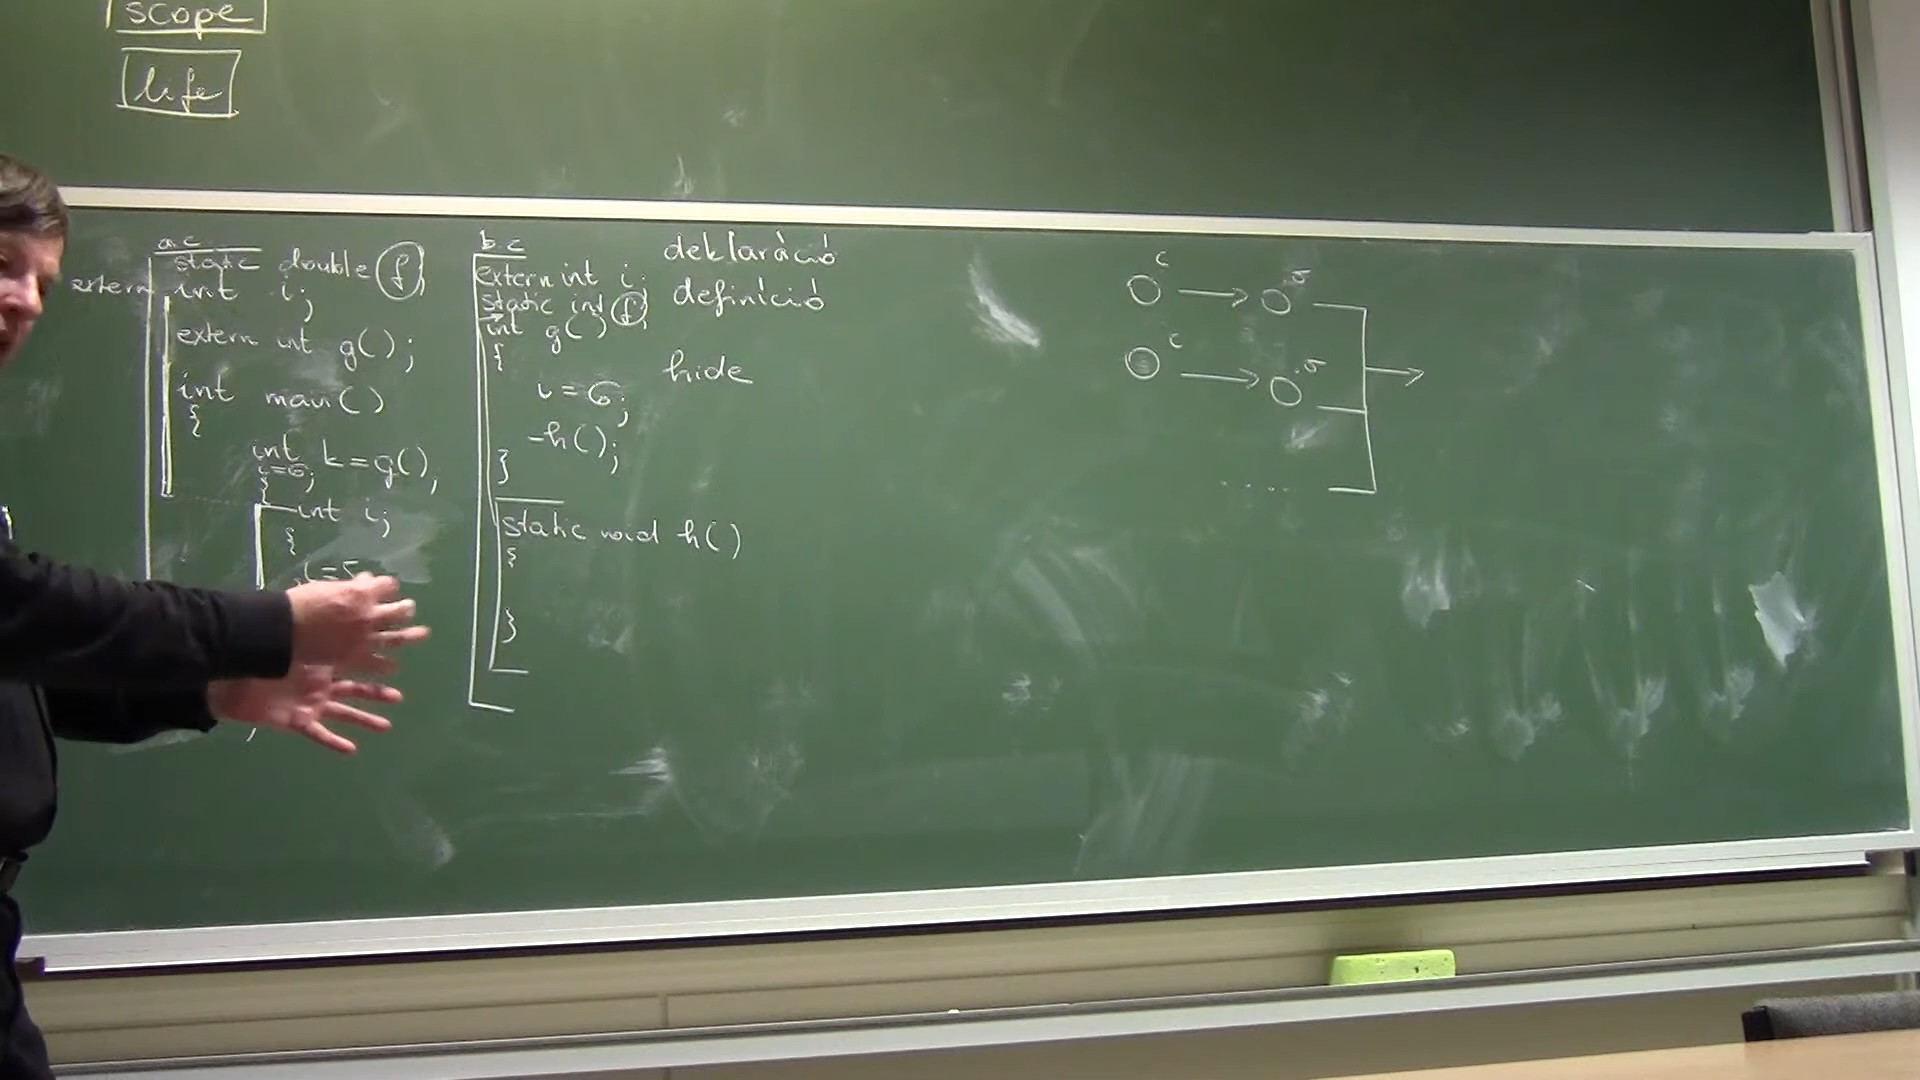 scope
life
a.c
static double f;
extern int i;
extern int g();
int main()
{
int k=g();
i=6;
{
int i;
{
i=5
b.c
extern int i;
static int f;
int g()
{
i=6;
h();
}
static void h()
{
}
deklaráció
definíció
hide
c
.o
c
.o
.....